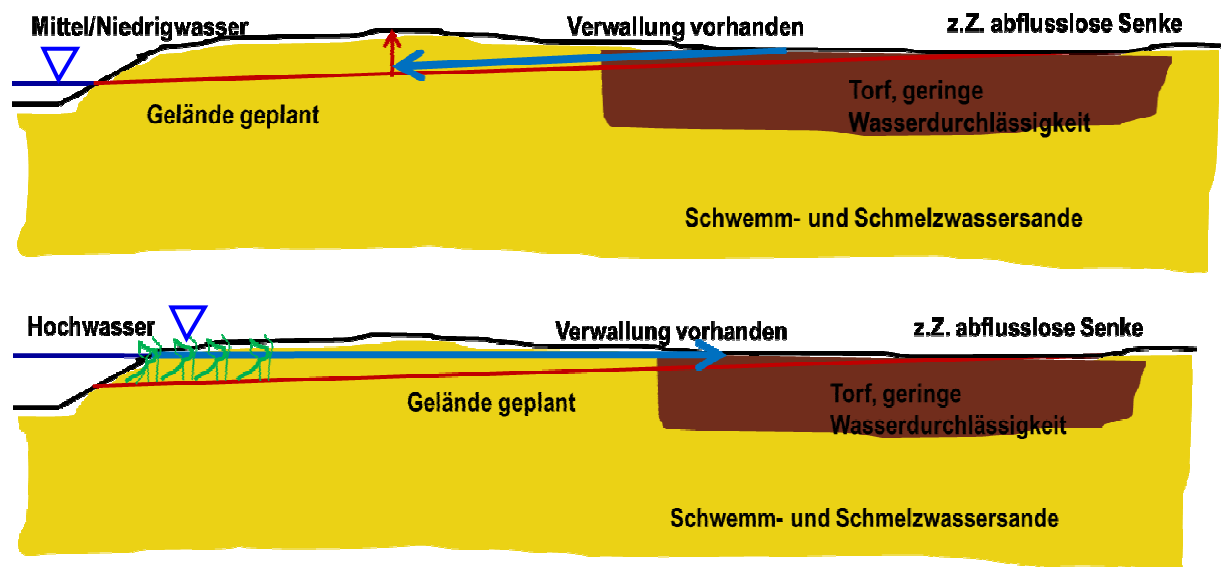 Mittel/Niedrigwasser
Verwallung vorhanden
z.Z. abflusslose Senke
Gelände geplant
Torf, geringe
Wasserdurchlässigkeit
Schwemm- und Schmelzwassersande
Hochwasser
Verwallung vorhanden
z.Z. abflusslose Senke
Gelände geplant
Torf, geringe
Wasserdurchlässigkeit
Schwemm- und Schmelzwassersande